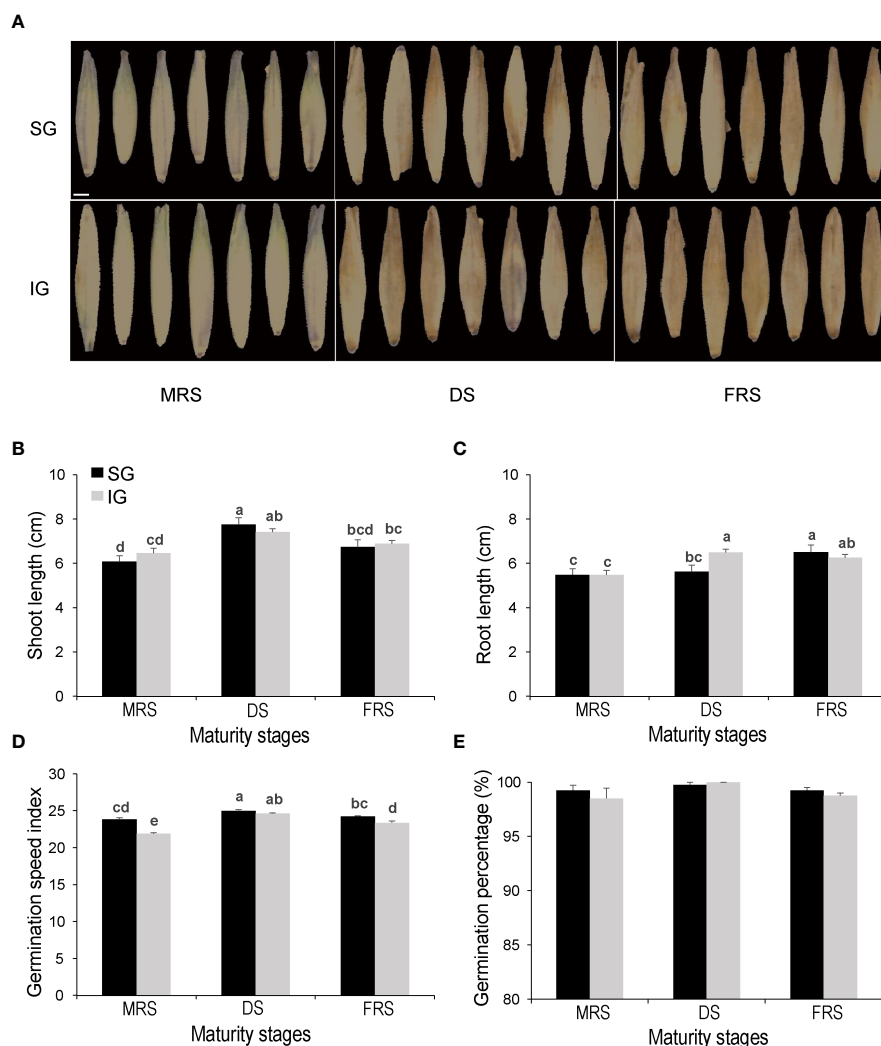 A
SG
IG
MRS DS FRS
B
Shoot length (cm)
10
8
6
4
2
0
SG
IG
d cd a ab bcd bc
MRS DS FRS
Maturity stages
C
Root length (cm)
10
8
6
4
2
0
c c bc a a ab
MRS DS FRS
Maturity stages
D
Germination speed index
30
25
20
15
10
5
0
cd e a ab bc d
MRS DS FRS
Maturity stages
E
Germination percentage (%)
100
95
90
85
80
MRS DS FRS
Maturity stages